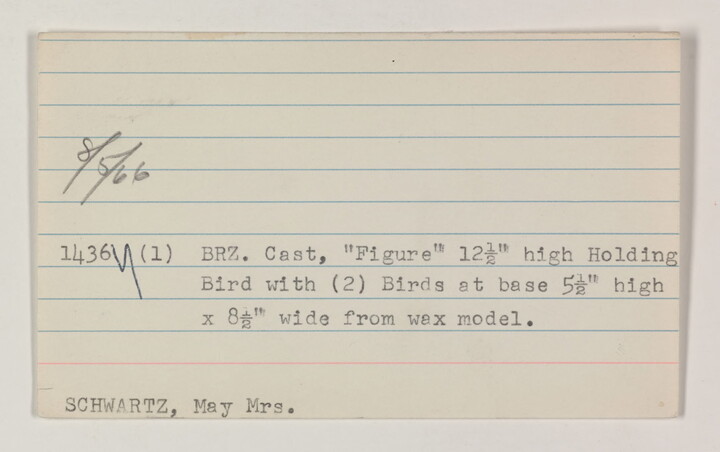 8/5/66
1436 (1) BRZ. Cast, "Figure" 12½" high Holding
Bird with (2) Birds at base 5½" high
x 8½" wide from wax model.
SCHWARTZ, May Mrs.